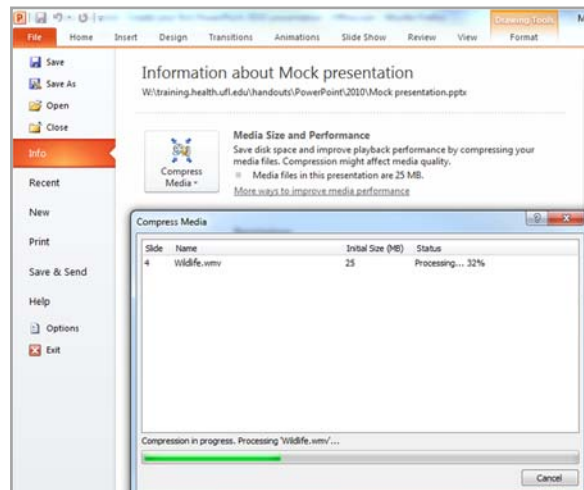 Drawing Tools
File Home Insert Design Transitions Animations Slide Show Review View Format
Save
Save As
Open
Close
Info
Recent
New
Print
Save & Send
Help
Options
Exit
Information about Mock presentation
W:\training.health.ufl.edu\handouts\PowerPoint\2010\Mock presentation.pptx
Compress
Media
Media Size and Performance
Save disk space and improve playback performance by compressing your
media files. Compression might affect media quality.
Media files in this presentation are 25 MB.
More ways to improve media performance
Compress Media
Slide Name Initial Size (MB) Status
4 Wildlife.wmv 25 Processing... 32%
Compression in progress. Processing 'Wildlife.wmv'...
Cancel